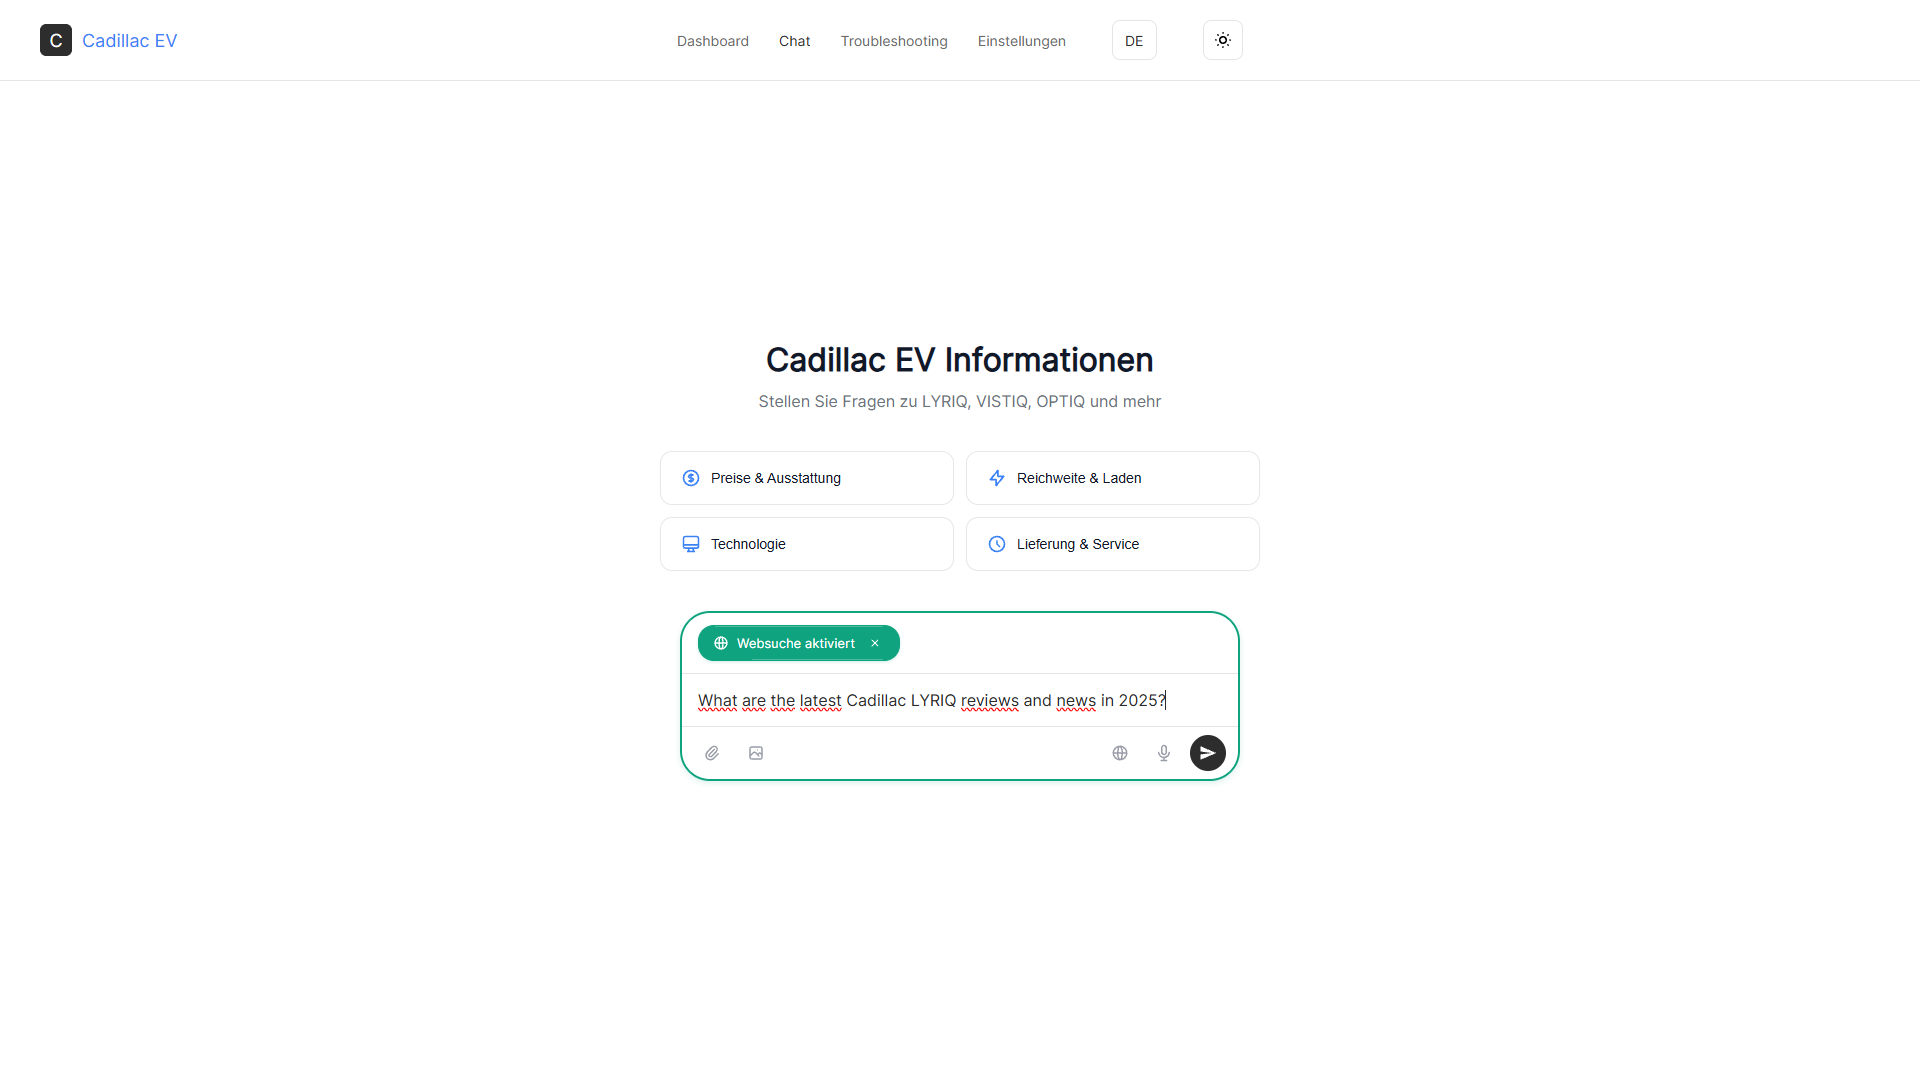 C Cadillac EV
Dashboard Chat Troubleshooting Einstellungen DE
Cadillac EV Informationen
Stellen Sie Fragen zu LYRIQ, VISTIQ, OPTIQ und mehr
Preise & Ausstattung
Reichweite & Laden
Technologie
Lieferung & Service
Websuche aktiviert ×
What are the latest Cadillac LYRIQ reviews and news in 2025?